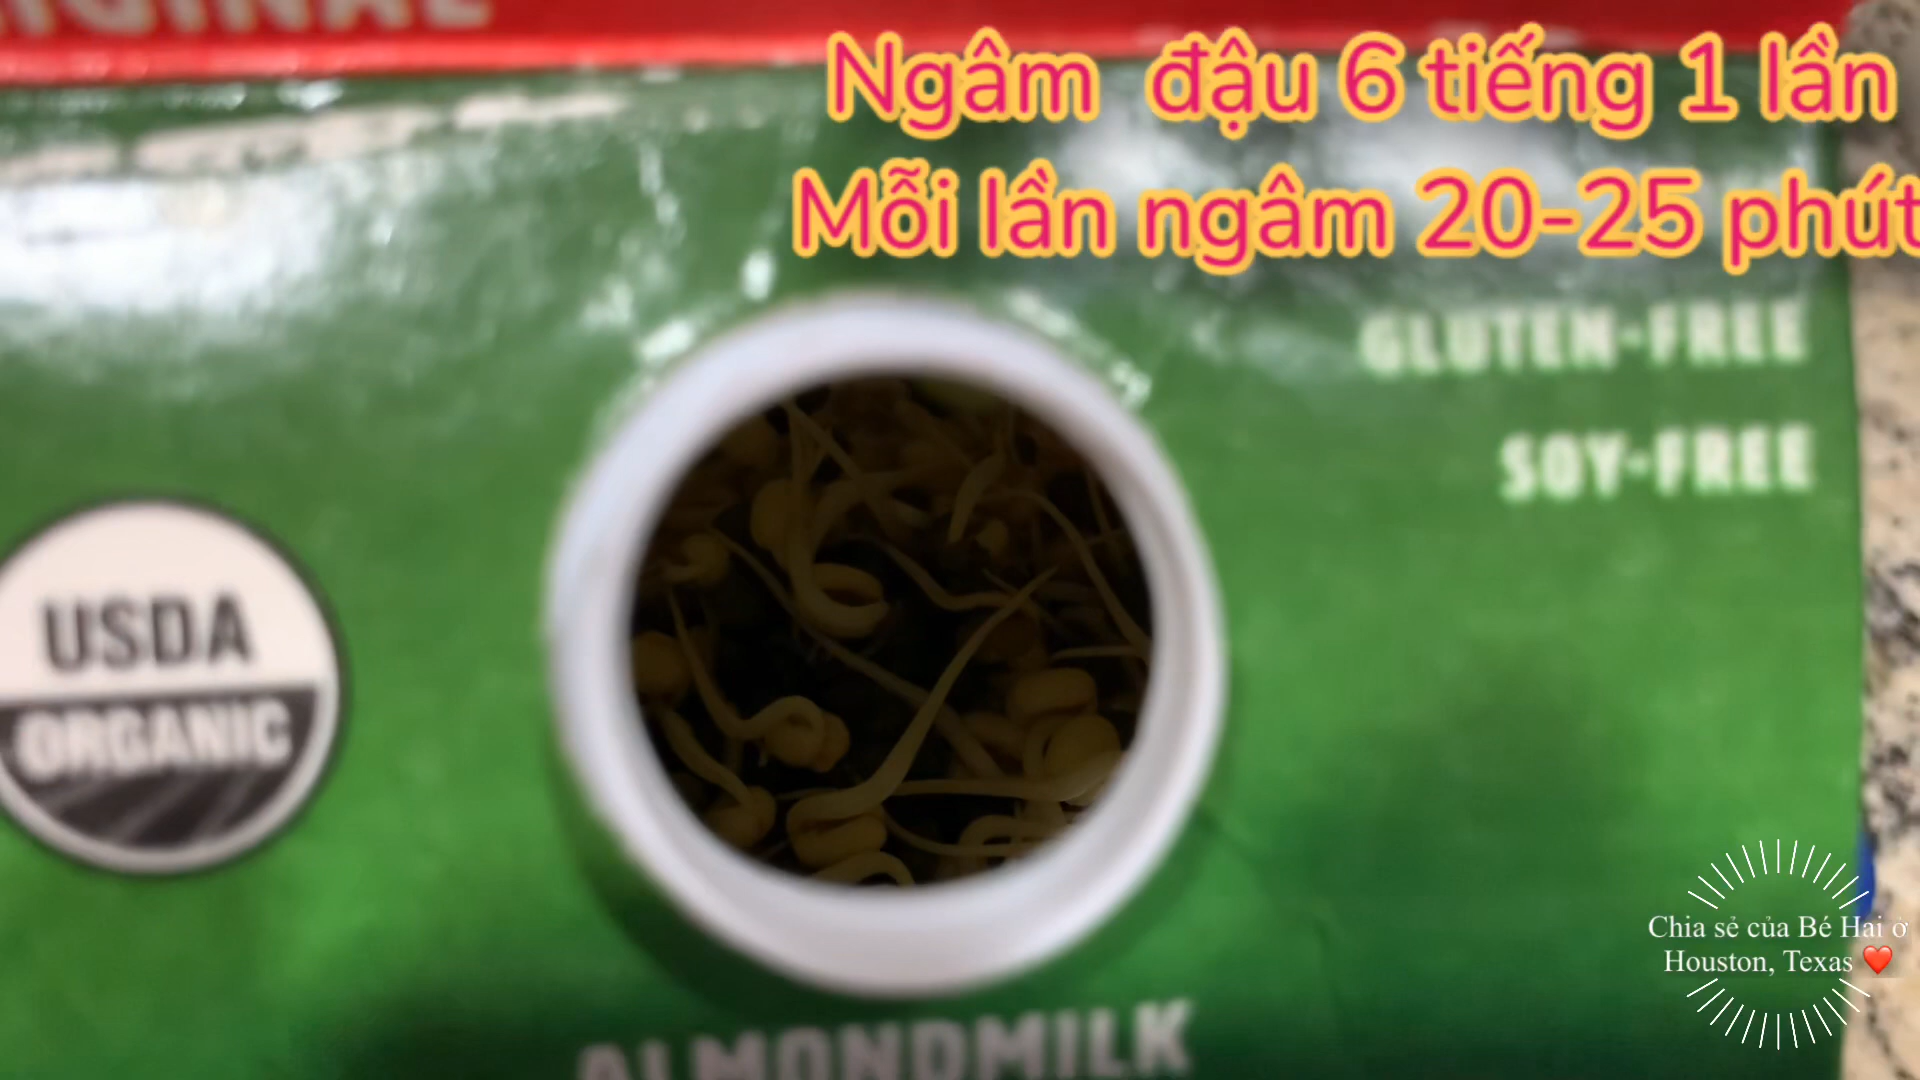 ORIGINAL
Ngâm đậu 6 tiếng 1 lần
Mỗi lần ngâm 20-25 phút
GLUTEN-FREE
SOY-FREE
USDA
ORGANIC
Chia sẻ của Bé Hai ở
Houston, Texas ❤️
ALMONDMILK